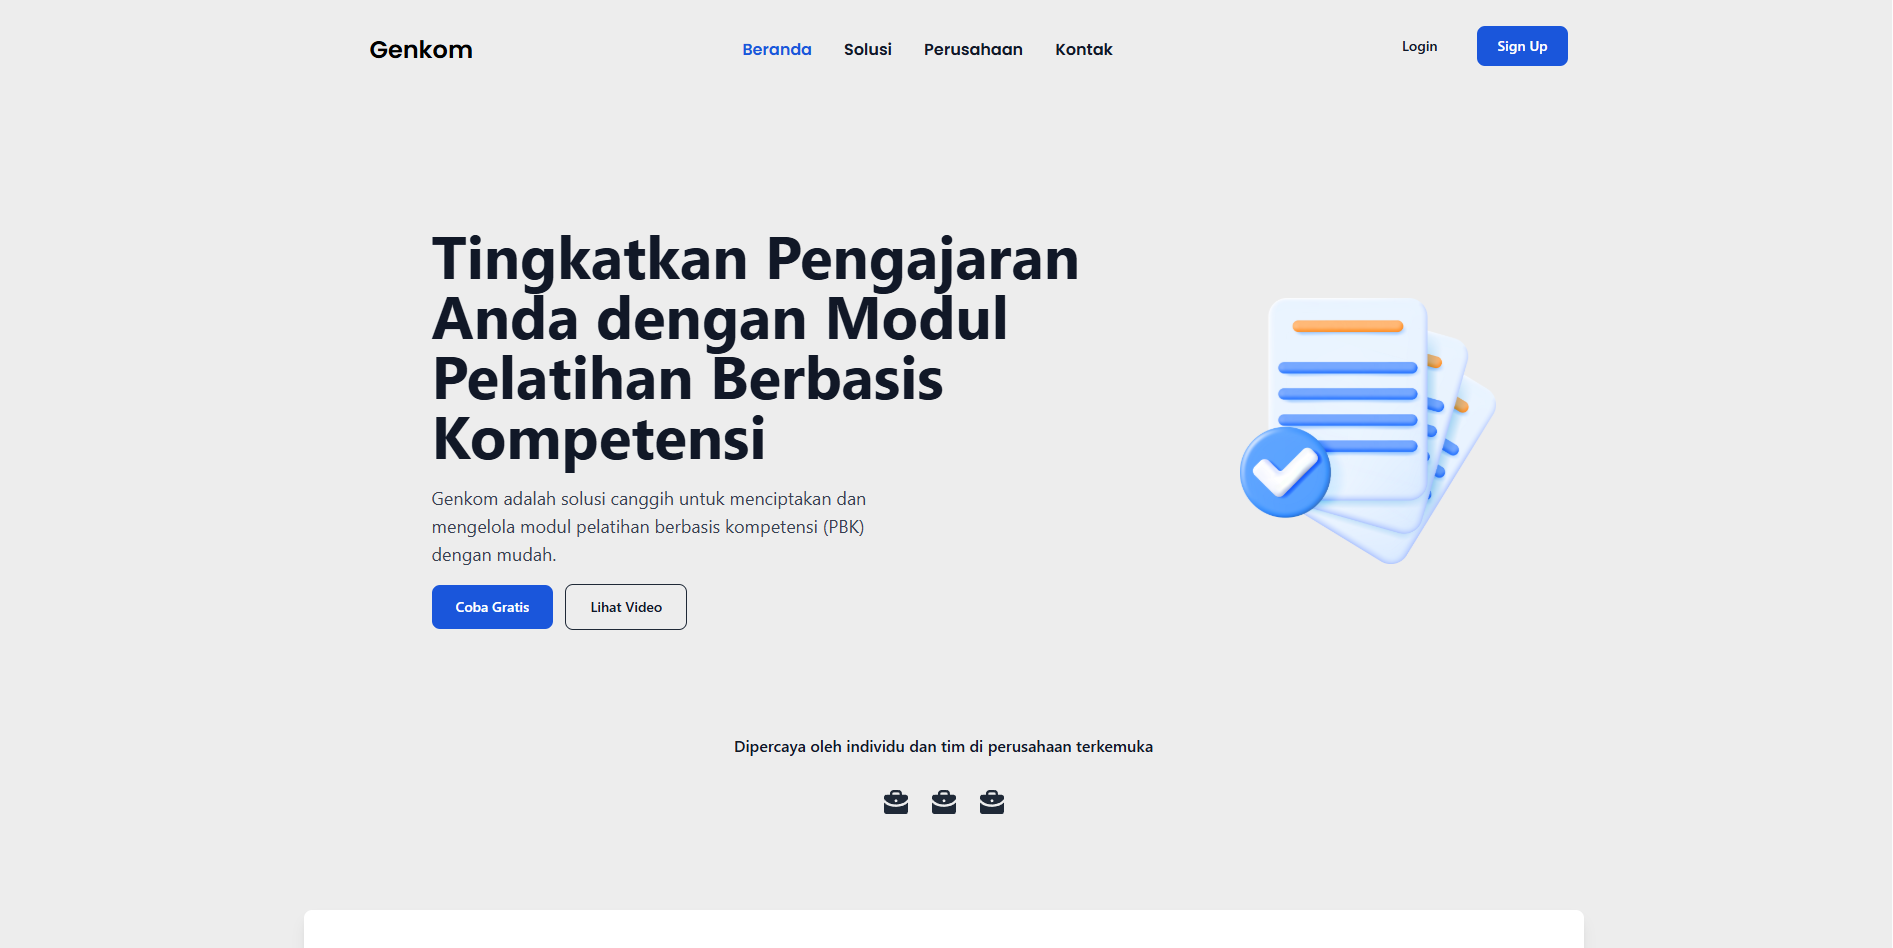 Genkom
Beranda
Solusi
Perusahaan
Kontak
Login
Sign Up
Tingkatkan Pengajaran
Anda dengan Modul
Pelatihan Berbasis
Kompetensi
Genkom adalah solusi canggih untuk menciptakan dan
mengelola modul pelatihan berbasis kompetensi (PBK)
dengan mudah.
Coba Gratis
Lihat Video
Dipercaya oleh individu dan tim di perusahaan terkemuka